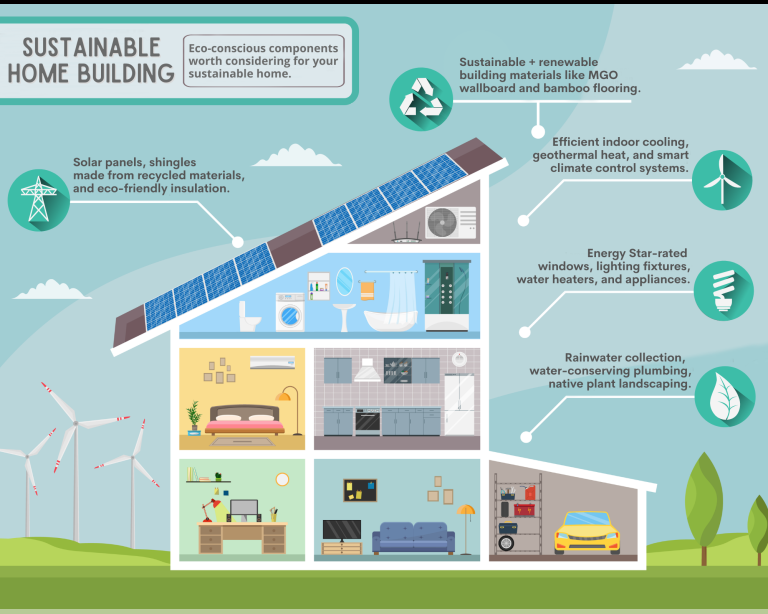 SUSTAINABLE
HOME BUILDING
Eco-conscious components
worth considering for your
sustainable home.
Sustainable + renewable
building materials like MGO
wallboard and bamboo flooring.
Solar panels, shingles
made from recycled materials,
and eco-friendly insulation.
Efficient indoor cooling,
geothermal heat, and smart
climate control systems.
Energy Star-rated
windows, lighting fixtures,
water heaters, and appliances.
Rainwater collection,
water-conserving plumbing,
native plant landscaping.